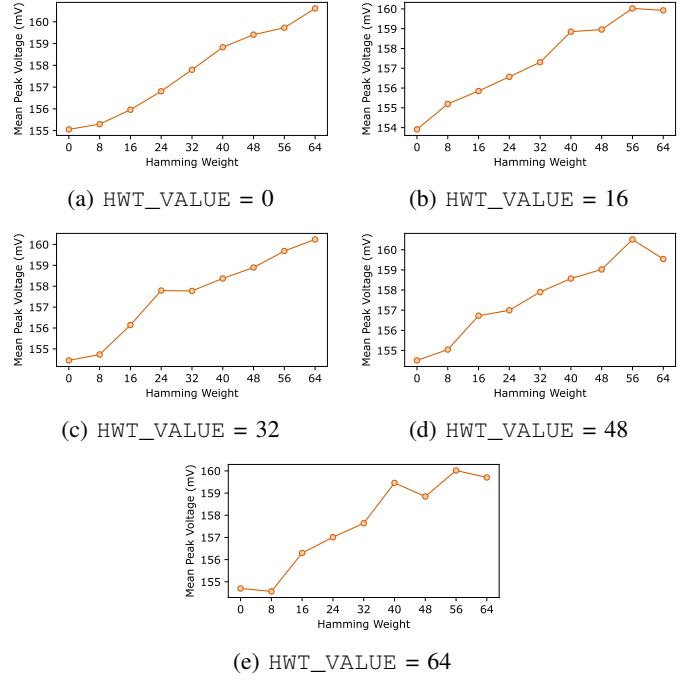 160
159
158
157
156
155
Mean Peak Voltage (mV)
0 8 16 24 32 40 48 56 64
Hamming Weight
(a) HWT_VALUE = 0
160
159
158
157
156
155
154
Mean Peak Voltage (mV)
0 8 16 24 32 40 48 56 64
Hamming Weight
(b) HWT_VALUE = 16
160
159
158
157
156
155
Mean Peak Voltage (mV)
0 8 16 24 32 40 48 56 64
Hamming Weight
(c) HWT_VALUE = 32
160
159
158
157
156
155
Mean Peak Voltage (mV)
0 8 16 24 32 40 48 56 64
Hamming Weight
(d) HWT_VALUE = 48
160
159
158
157
156
155
Mean Peak Voltage (mV)
0 8 16 24 32 40 48 56 64
Hamming Weight
(e) HWT_VALUE = 64